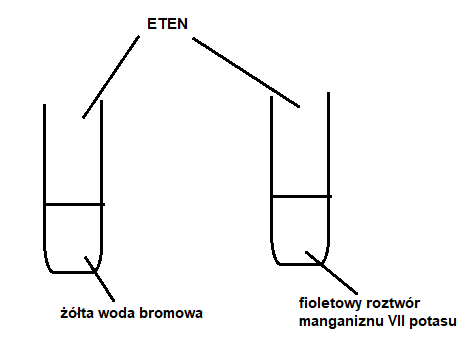 ETEN
żółta woda bromowa
fioletowy roztwór
manganiznu VII potasu